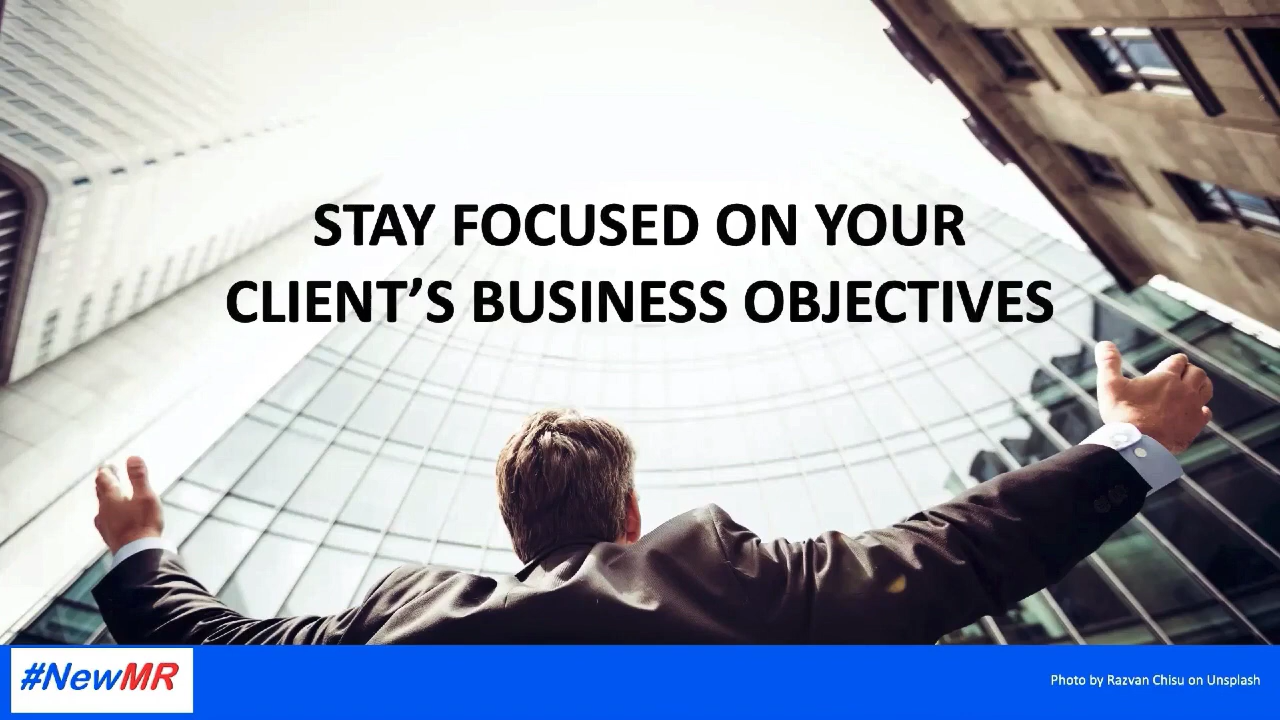 STAY FOCUSED ON YOUR
CLIENT’S BUSINESS OBJECTIVES
#NewMR
Photo by Razvan Chisu on Unsplash